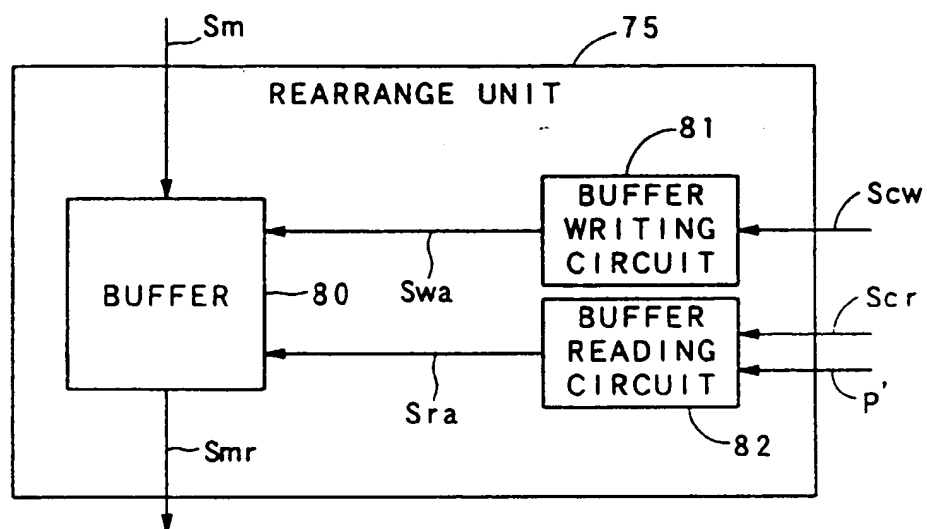 Sm
75
REARRANGE UNIT
81
BUFFER
WRITING
CIRCUIT
Scw
Swa
BUFFER
80
Scr
BUFFER
READING
CIRCUIT
Sra
P'
82
Smr